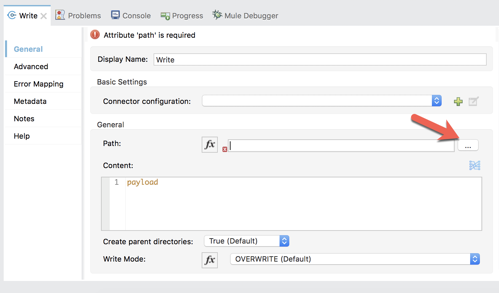 Write Problems Console Progress Mule Debugger
General
Advanced
Error Mapping
Metadata
Notes
Help
Attribute 'path' is required
Display Name: Write
Basic Settings
Connector configuration:
General
Path: fx ...
Content:
1 payload
Create parent directories: True (Default)
Write Mode: fx OVERWRITE (Default)